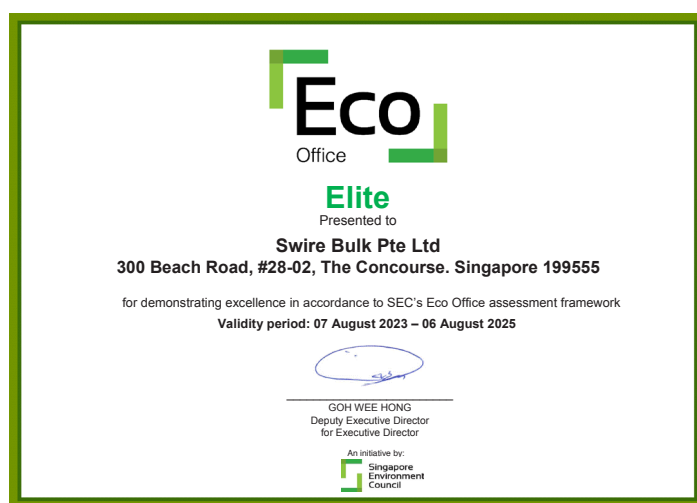 Eco
Office
Elite
Presented to
Swire Bulk Pte Ltd
300 Beach Road, #28-02, The Concourse. Singapore 199555
for demonstrating excellence in accordance to SEC's Eco Office assessment framework
Validity period: 07 August 2023 – 06 August 2025
GOH WEE HONG
Deputy Executive Director
for Executive Director
An initiative by:
Singapore
Environment
Council